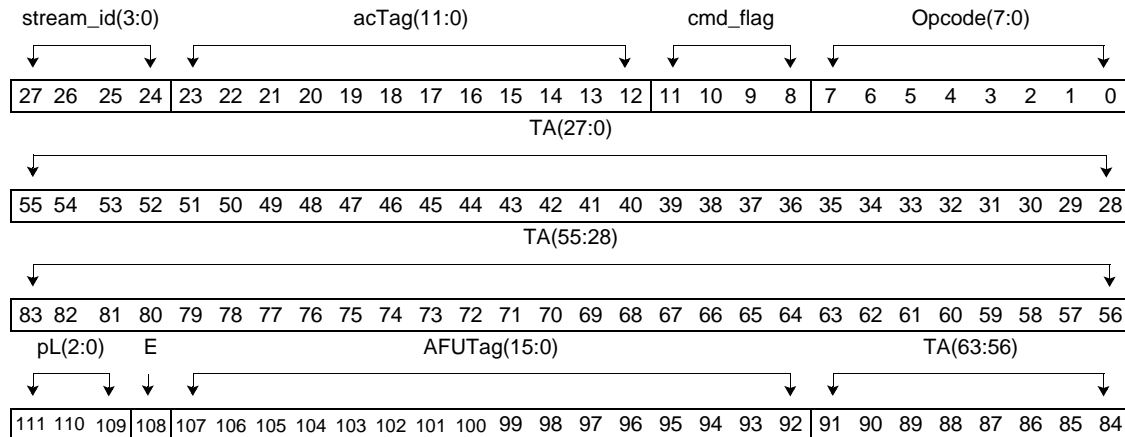 stream_id(3:0) acTag(11:0) cmd_flag Opcode(7:0)
27 26 25 24 23 22 21 20 19 18 17 16 15 14 13 12 11 10 9 8 7 6 5 4 3 2 1 0
TA(27:0)
55 54 53 52 51 50 49 48 47 46 45 44 43 42 41 40 39 38 37 36 35 34 33 32 31 30 29 28
TA(55:28)
83 82 81 80 79 78 77 76 75 74 73 72 71 70 69 68 67 66 65 64 63 62 61 60 59 58 57 56
pL(2:0) E AFUTag(15:0) TA(63:56)
111 110 109 108 107 106 105 104 103 102 101 100 99 98 97 96 95 94 93 92 91 90 89 88 87 86 85 84